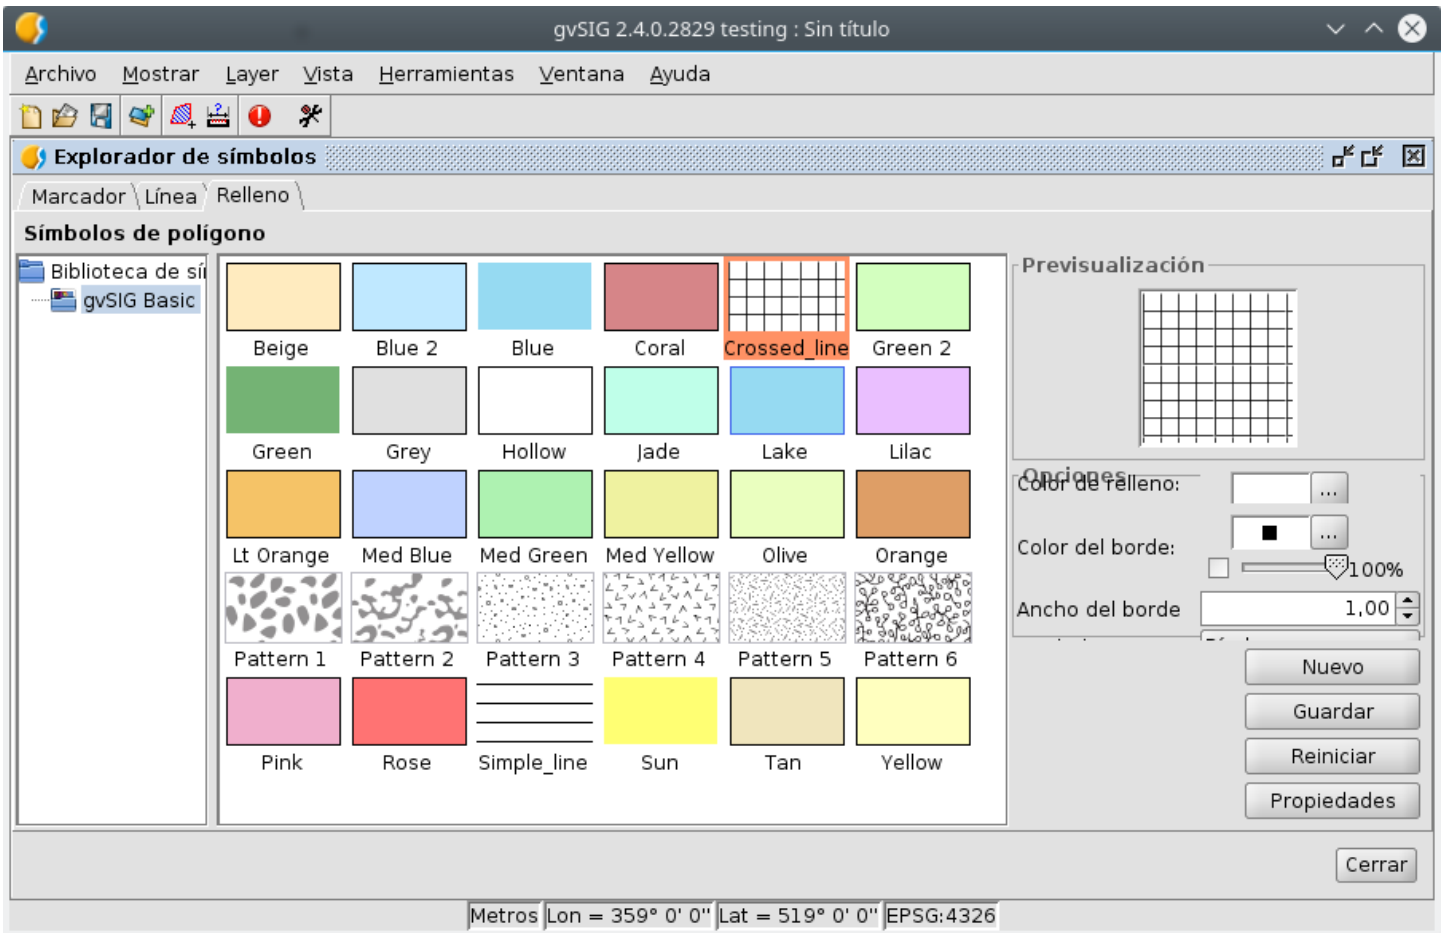 gvSIG 2.4.0.2829 testing : Sin título
Archivo Mostrar Layer Vista Herramientas Ventana Ayuda
Explorador de símbolos
Marcador Línea Relleno
Símbolos de polígono
Biblioteca de sí
gvSIG Basic
Beige Blue 2 Blue Coral Crossed_line Green 2
Green Grey Hollow Jade Lake Lilac
Lt Orange Med Blue Med Green Med Yellow Olive Orange
Pattern 1 Pattern 2 Pattern 3 Pattern 4 Pattern 5 Pattern 6
Pink Rose Simple_line Sun Tan Yellow
Previsualización
Opciones
Color de relleno: ...
Color del borde: ...
100%
Ancho del borde 1,00
Nuevo
Guardar
Reiniciar
Propiedades
Cerrar
Metros Lon = 359° 0' 0" Lat = 519° 0' 0" EPSG:4326